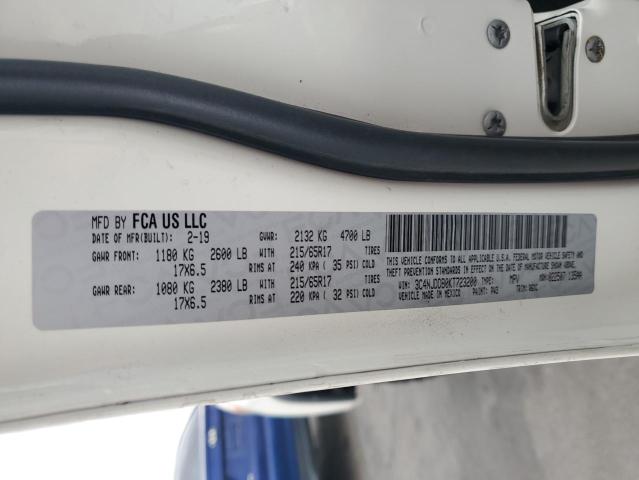 MFD BY FCA US LLC
DATE OF MFR(BUILT): 2-19 GVWR: 2132 KG 4700 LB
GAWR FRONT: 1180 KG 2600 LB WITH 215/65R17 TIRES
17X6.5 RIMS AT 240 KPA ( 35 PSI) COLD
GAWR REAR: 1080 KG 2380 LB WITH 215/65R17 TIRES
17X6.5 RIMS AT 220 KPA ( 32 PSI) COLD
THIS VEHICLE CONFORMS TO ALL APPLICABLE U.S.A. FEDERAL MOTOR VEHICLE SAFETY AND
THEFT PREVENTION STANDARDS IN EFFECT ON THE DATE OF MANUFACTURE SHOWN ABOVE.
VIN: 3C4NJDDB0KT723200 TYPE: MPV MDH:
VEHICLE MADE IN MEXICO PAINT: PW3 TRIM: